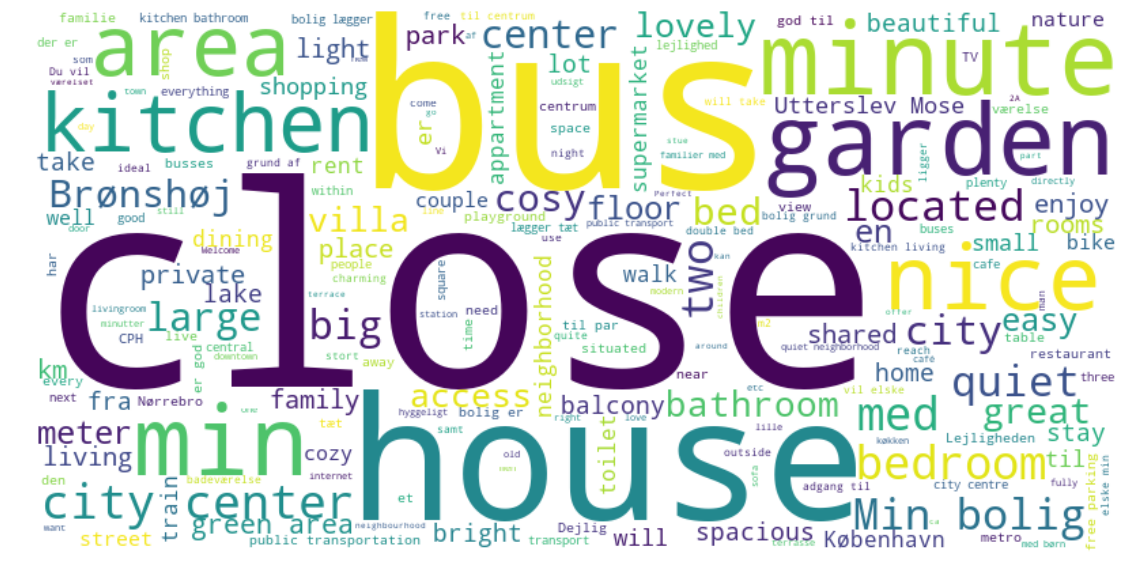 familie
kitchen bathroom
bolig lægger
free
til centrum
god til
nature
der er
area
light
park
af
center
lovely
lejlighed
beautiful
som
shop
bus
lot
minute
TV
Du vil
værelset
everything
shopping
udsigt
supermarket
town
kitchen
come
go
er
Vi
appartment
centrum
space
night
will take
Utterslev Mose
2A
værelse
garden
day
stue
familier med
part
take
ideal
busses
grund af
rent
ligger
Brønshøj
within
couple
cosy
floor
Perfect
bed
kids
view
plenty
directly
located
enjoy
well
good
still
door
villa
line
playground
lægger tæt
public transport
double bed
bolig grund
en
buses
rooms
dining
Welcome
place
use
kitchen living
small
bike
har
private
people
charming
close
walk
two
kan
cafe
nice
lake
square
neighborhood
modern
children
man
livingroom
terrace
station
need
offer
minutter
large
big
time
til par
shared
city
easy
CPH
live
central
er god
stort
away
quite
situated
around
quiet neighborhood
reach
café
table
km
downtown
m2
near
home
restaurant
every
access
etc
vil elske
quiet
three
next
fra
Nørrebro
family
hyggeligt
bolig er
balcony
bathroom
med
great
meter
min
tæt
samt
right
love
house
lille
køkken
Lejligheden
stay
living
cozy
old
toilet
outside
bedroom
til
den
badeværelse
internet
sofa
adgang til
city centre
fully
free parking
elske min
city center
train
et
Min bolig
want
green area
neighbourhood
bright
Dejlig
spacious
ca
street
public transportation
transport
will
terrasse
København
metro
med børn